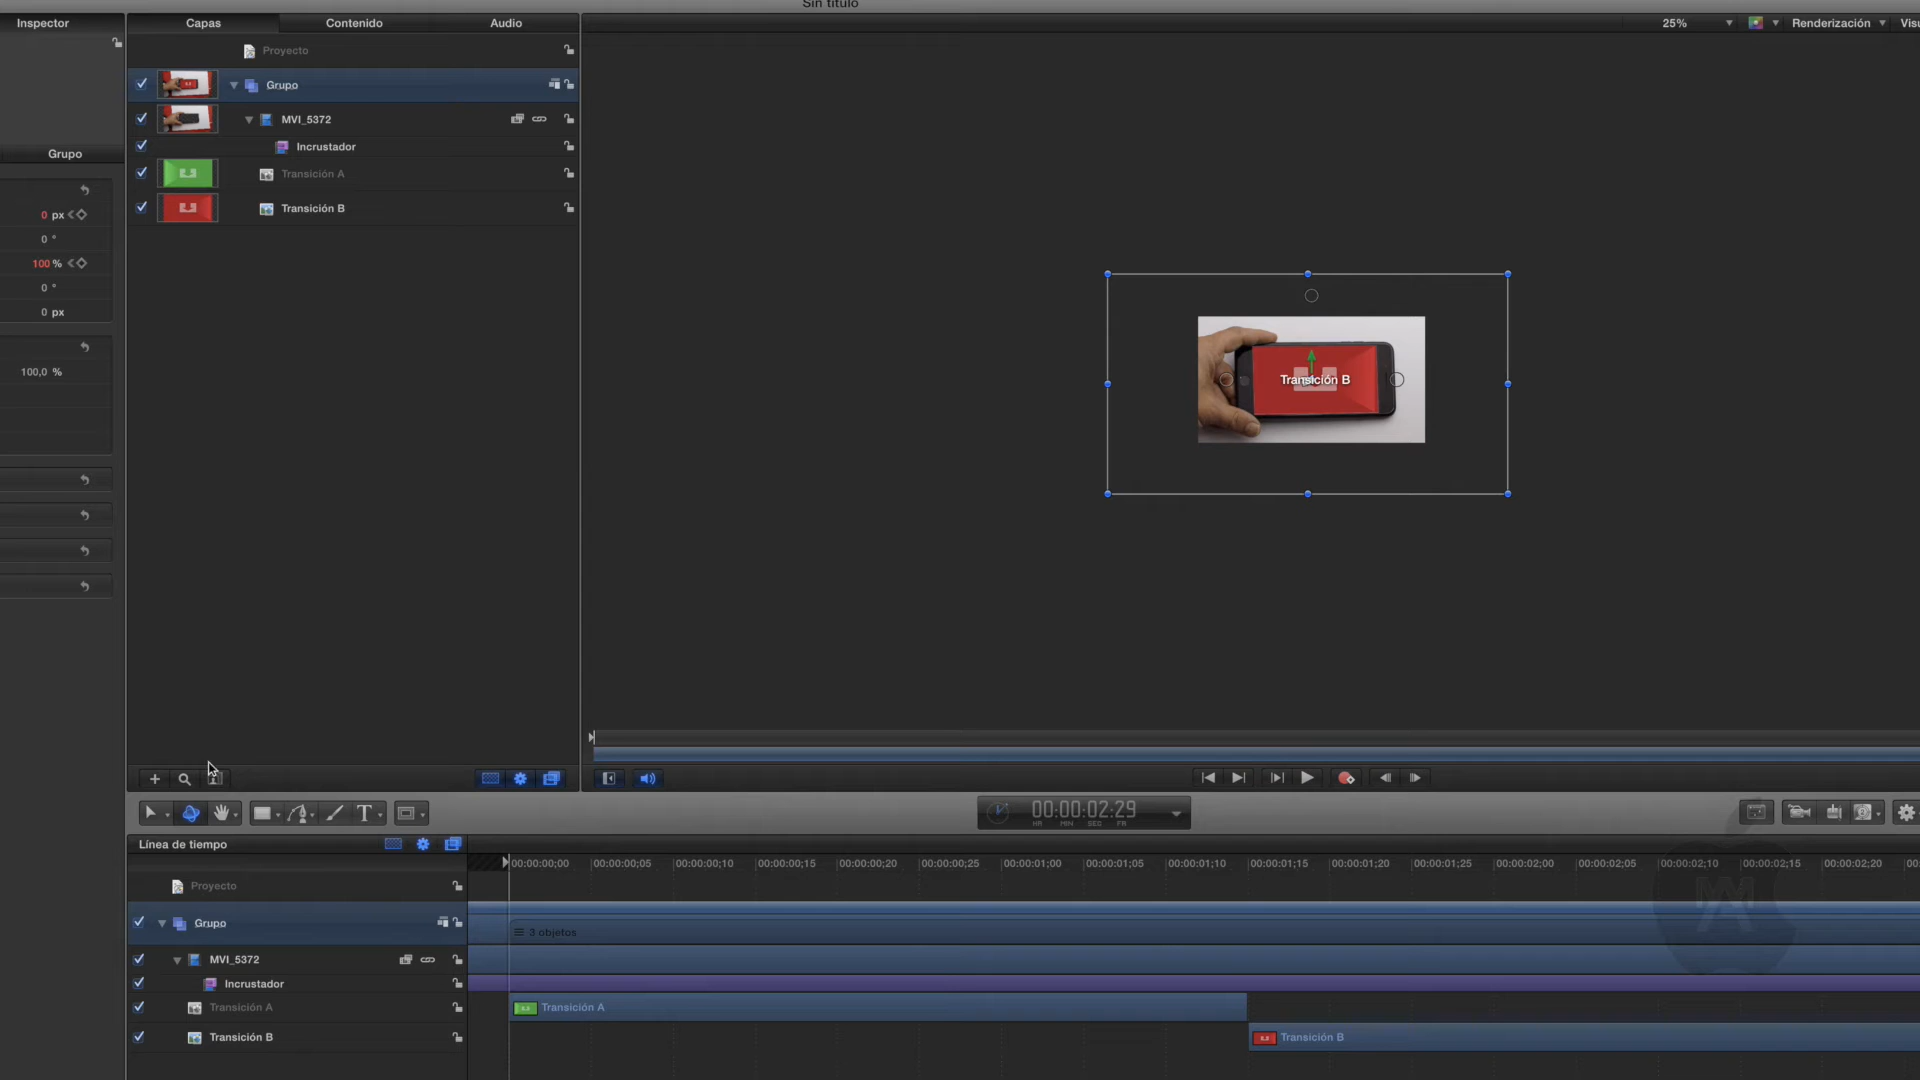 Sin título
Inspector
Capas
Contenido
Audio
25%
Renderización
Proyecto
Grupo
MVI_5372
Incrustador
Grupo
Transición A
Transición B
0 px
0 °
100 %
0 °
0 px
100,0 %
Transición B
00:00:02:29
HR MIN SEG FR
Línea de tiempo
00:00:00;00
00:00:00;05
00:00:00;10
00:00:00;15
00:00:00;20
00:00:00;25
00:00:01;00
00:00:01;05
00:00:01;10
00:00:01;15
00:00:01;20
00:00:01;25
00:00:02;00
00:00:02;05
00:00:02;10
00:00:02;15
00:00:02;20
Proyecto
Grupo
3 objetos
MVI_5372
Incrustador
Transición A
Transición A
Transición B
Transición B